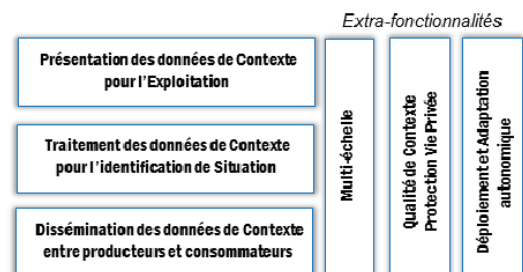 Extra-fonctionnalités
Présentation des données de Contexte
pour l'Exploitation
Traitement des données de Contexte
pour l'identification de Situation
Dissémination des données de Contexte
entre producteurs et consommateurs
Multi-échelle
Qualité de Contexte
Protection Vie Privée
Déploiement et Adaptation
autonomique